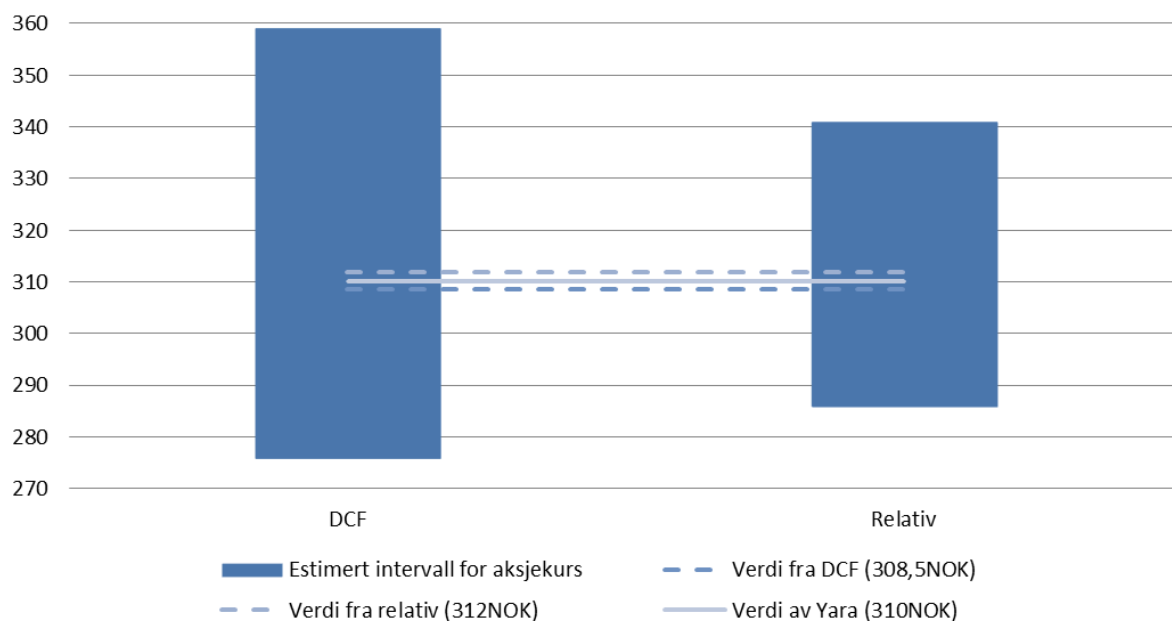 360
350
340
330
320
310
300
290
280
270
DCF
Relativ
Estimert intervall for aksjekurs
Verdi fra DCF (308,5NOK)
Verdi fra relativ (312NOK)
Verdi av Yara (310NOK)